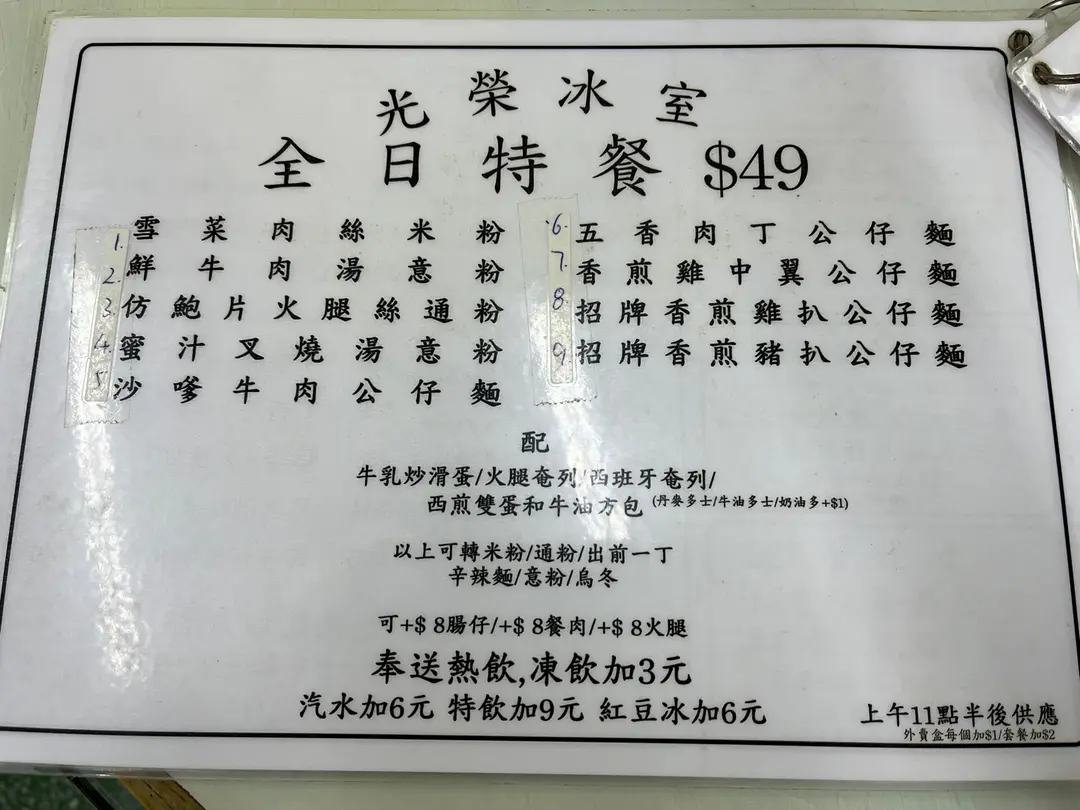 光榮冰室
全日特餐 $49
1. 雪菜肉絲米粉
2. 鮮牛肉湯意粉
3. 仿鮑片火腿絲通粉
4. 蜜汁叉燒湯意粉
5 沙嗲牛肉公仔麵
6. 五香肉丁公仔麵
7. 香煎雞中翼公仔麵
8 招牌香煎雞扒公仔麵
9. 招牌香煎豬扒公仔麵
配
牛乳炒滑蛋/火腿奄列/西班牙奄列/
西煎雙蛋和牛油方包 (丹麥多士/牛油多士/奶油多+$1)
以上可轉米粉/通粉/出前一丁
辛辣麵/意粉/烏冬
可+$ 8腸仔/+$ 8餐肉/+$ 8火腿
奉送熱飲,凍飲加3元
汽水加6元 特飲加9元 紅豆冰加6元
上午11點半後供應
外賣盒每個加$1/套餐加$2